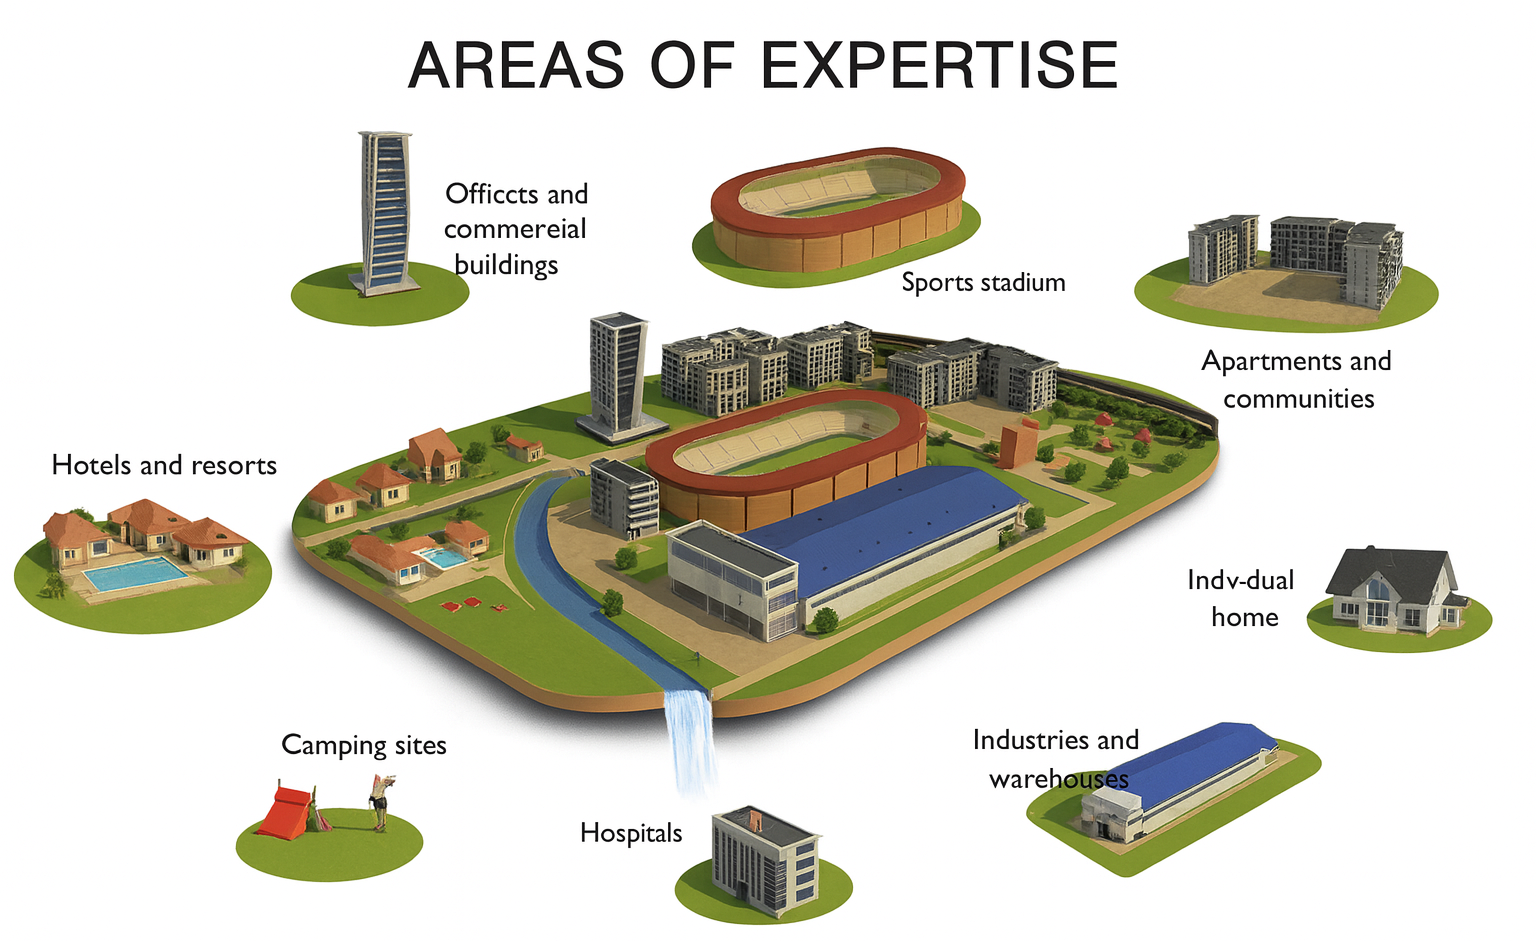 AREAS OF EXPERTISE
Officcts and
commereial
buildings
Sports stadium
Apartments and
communities
Hotels and resorts
Indv-dual
home
Camping sites
Industries and
warehouses
Hospitals